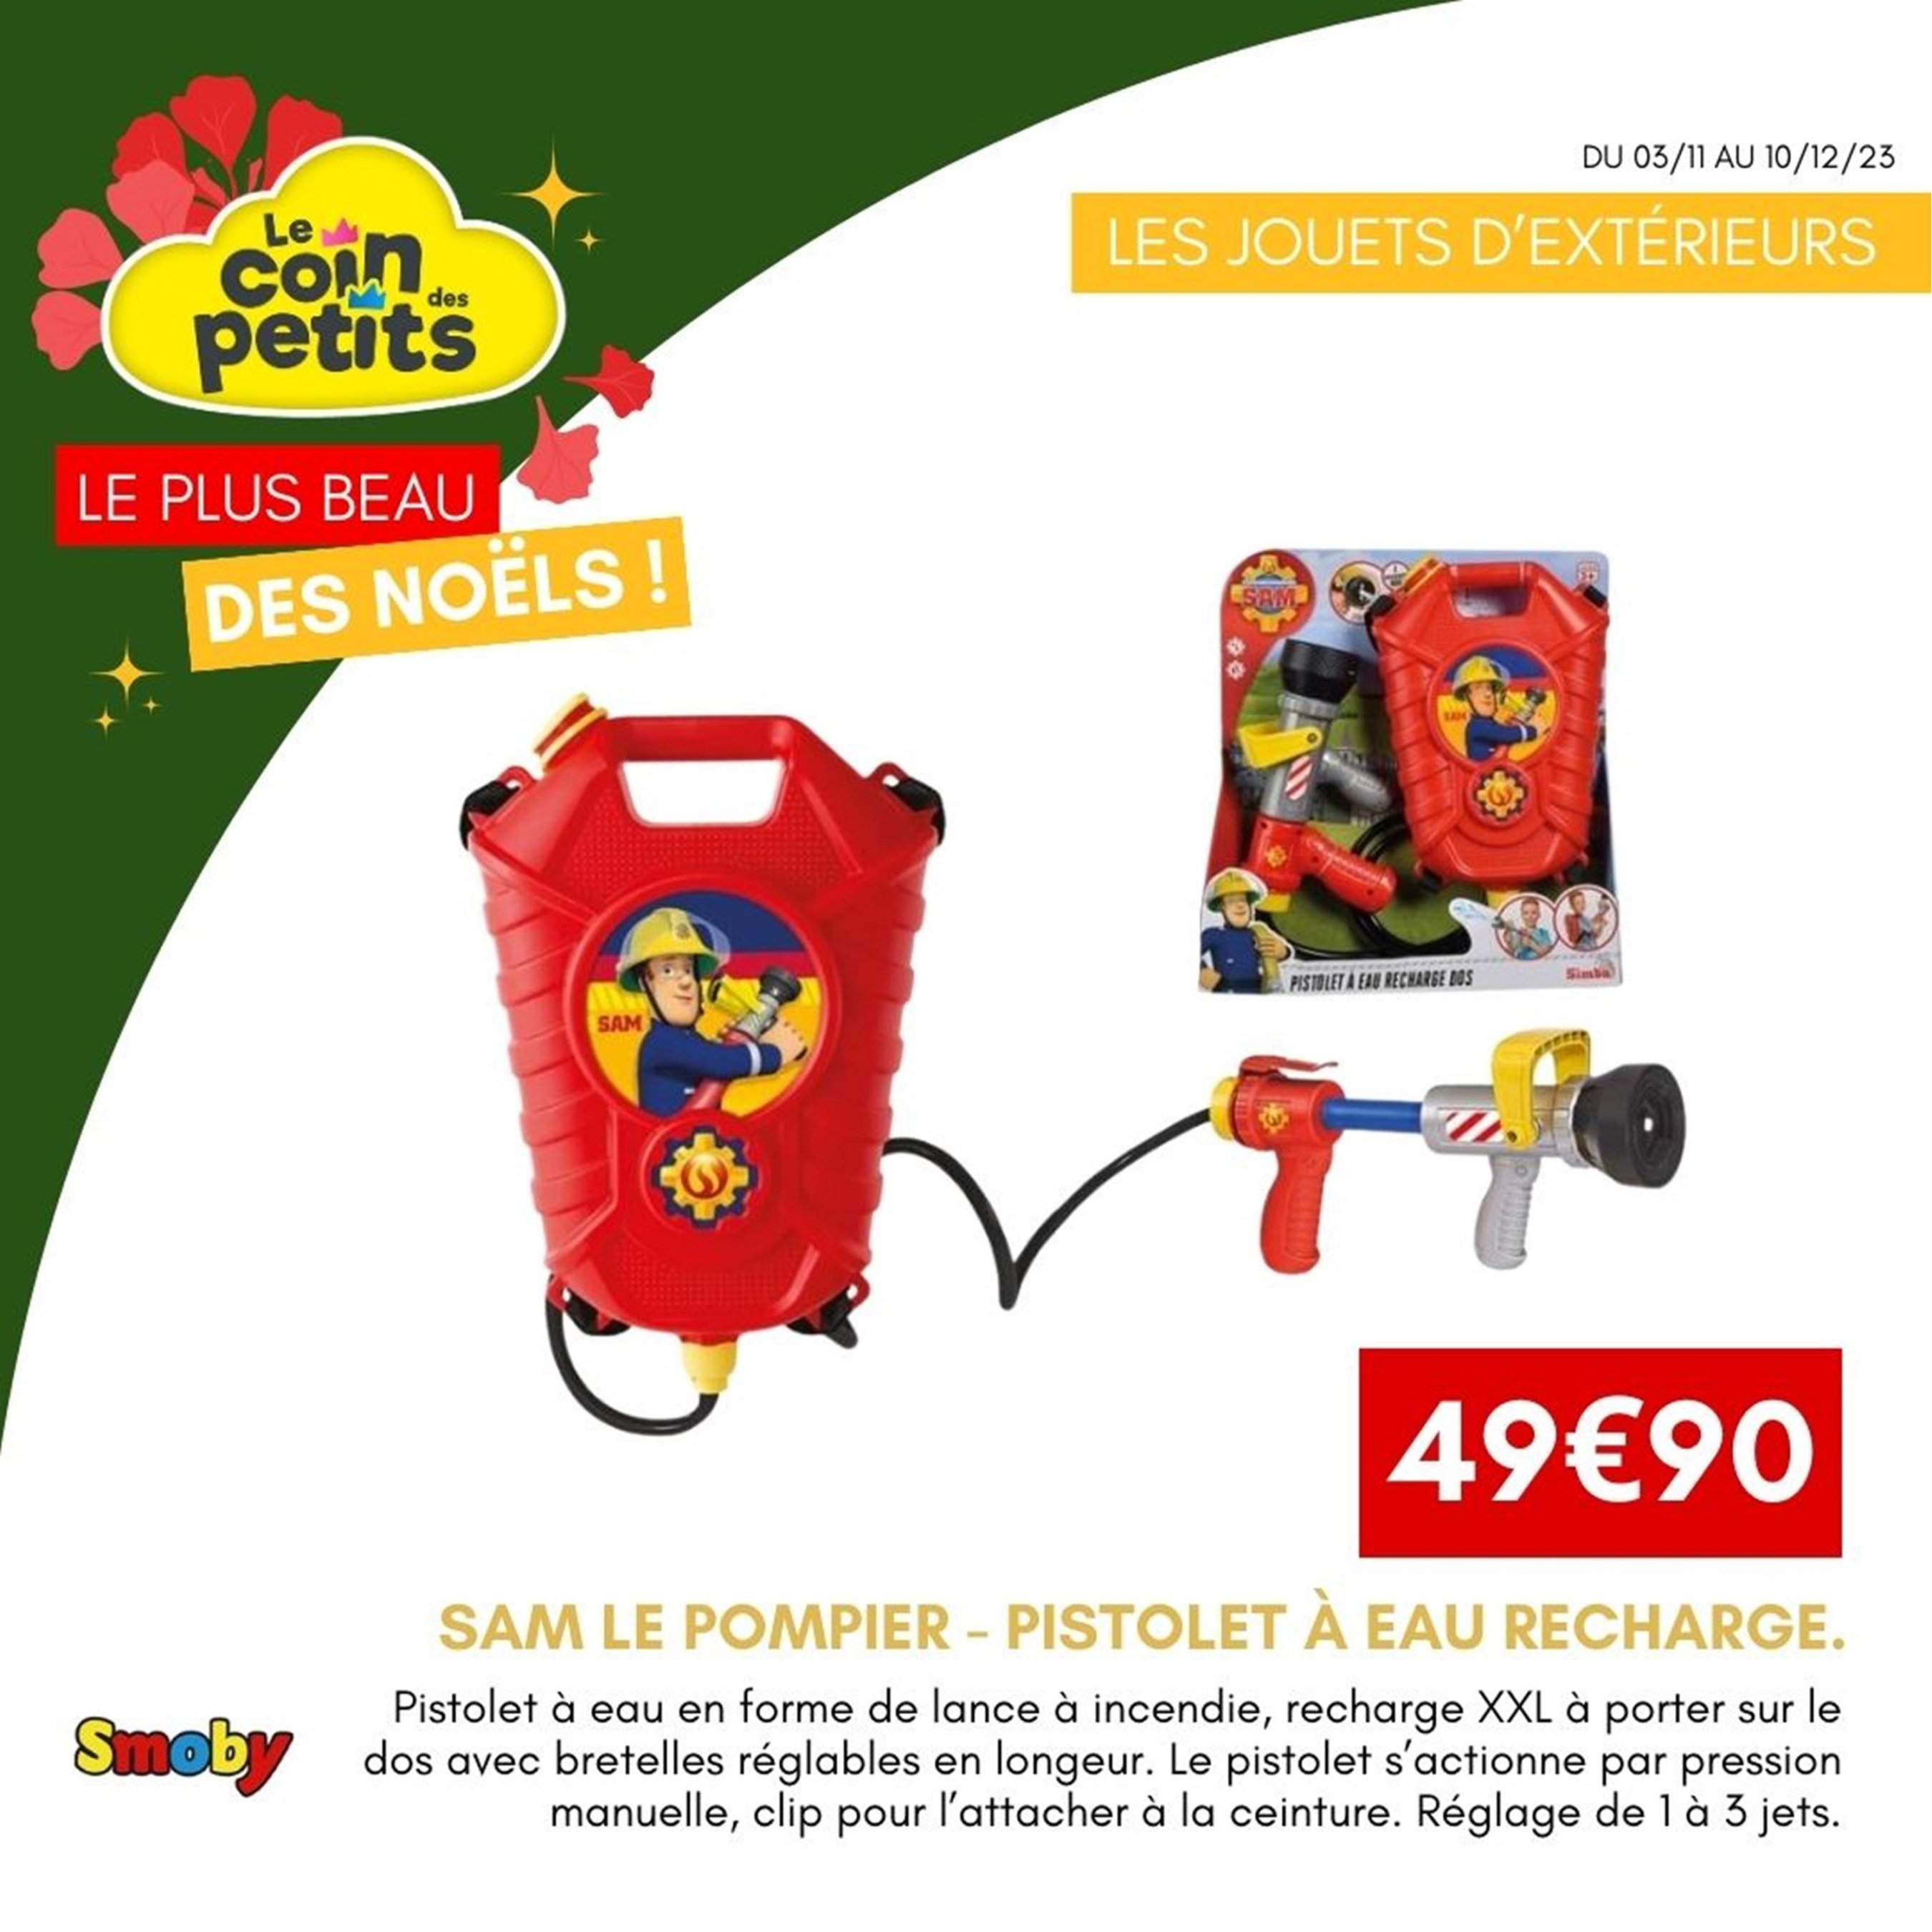 DU 03/11 AU 10/12/23
LES JOUETS D'EXTÉRIEURS
Le
coin
des
petits
LE PLUS BEAU
DES NOËLS !
SAM
SAM
SAM
PISTOLET À EAU RECHARGE DOS
Simba
49€90
SAM LE POMPIER - PISTOLET À EAU RECHARGE.
Smoby
Pistolet à eau en forme de lance à incendie, recharge XXL à porter sur le
dos avec bretelles réglables en longeur. Le pistolet s'actionne par pression
manuelle, clip pour l'attacher à la ceinture. Réglage de 1 à 3 jets.